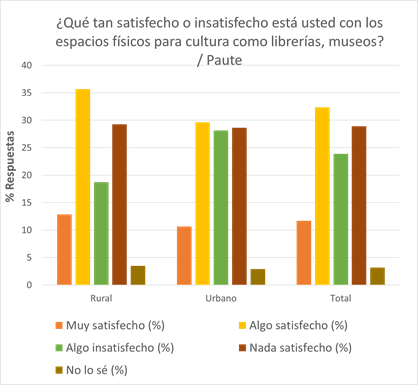 ¿Qué tan satisfecho o insatisfecho está usted con los
espacios físicos para cultura como librerías, museos?
/ Paute
% Respuestas
40
35
30
25
20
15
10
5
0
Rural
Urbano
Total
Muy satisfecho (%)
Algo satisfecho (%)
Algo insatisfecho (%)
Nada satisfecho (%)
No lo sé (%)